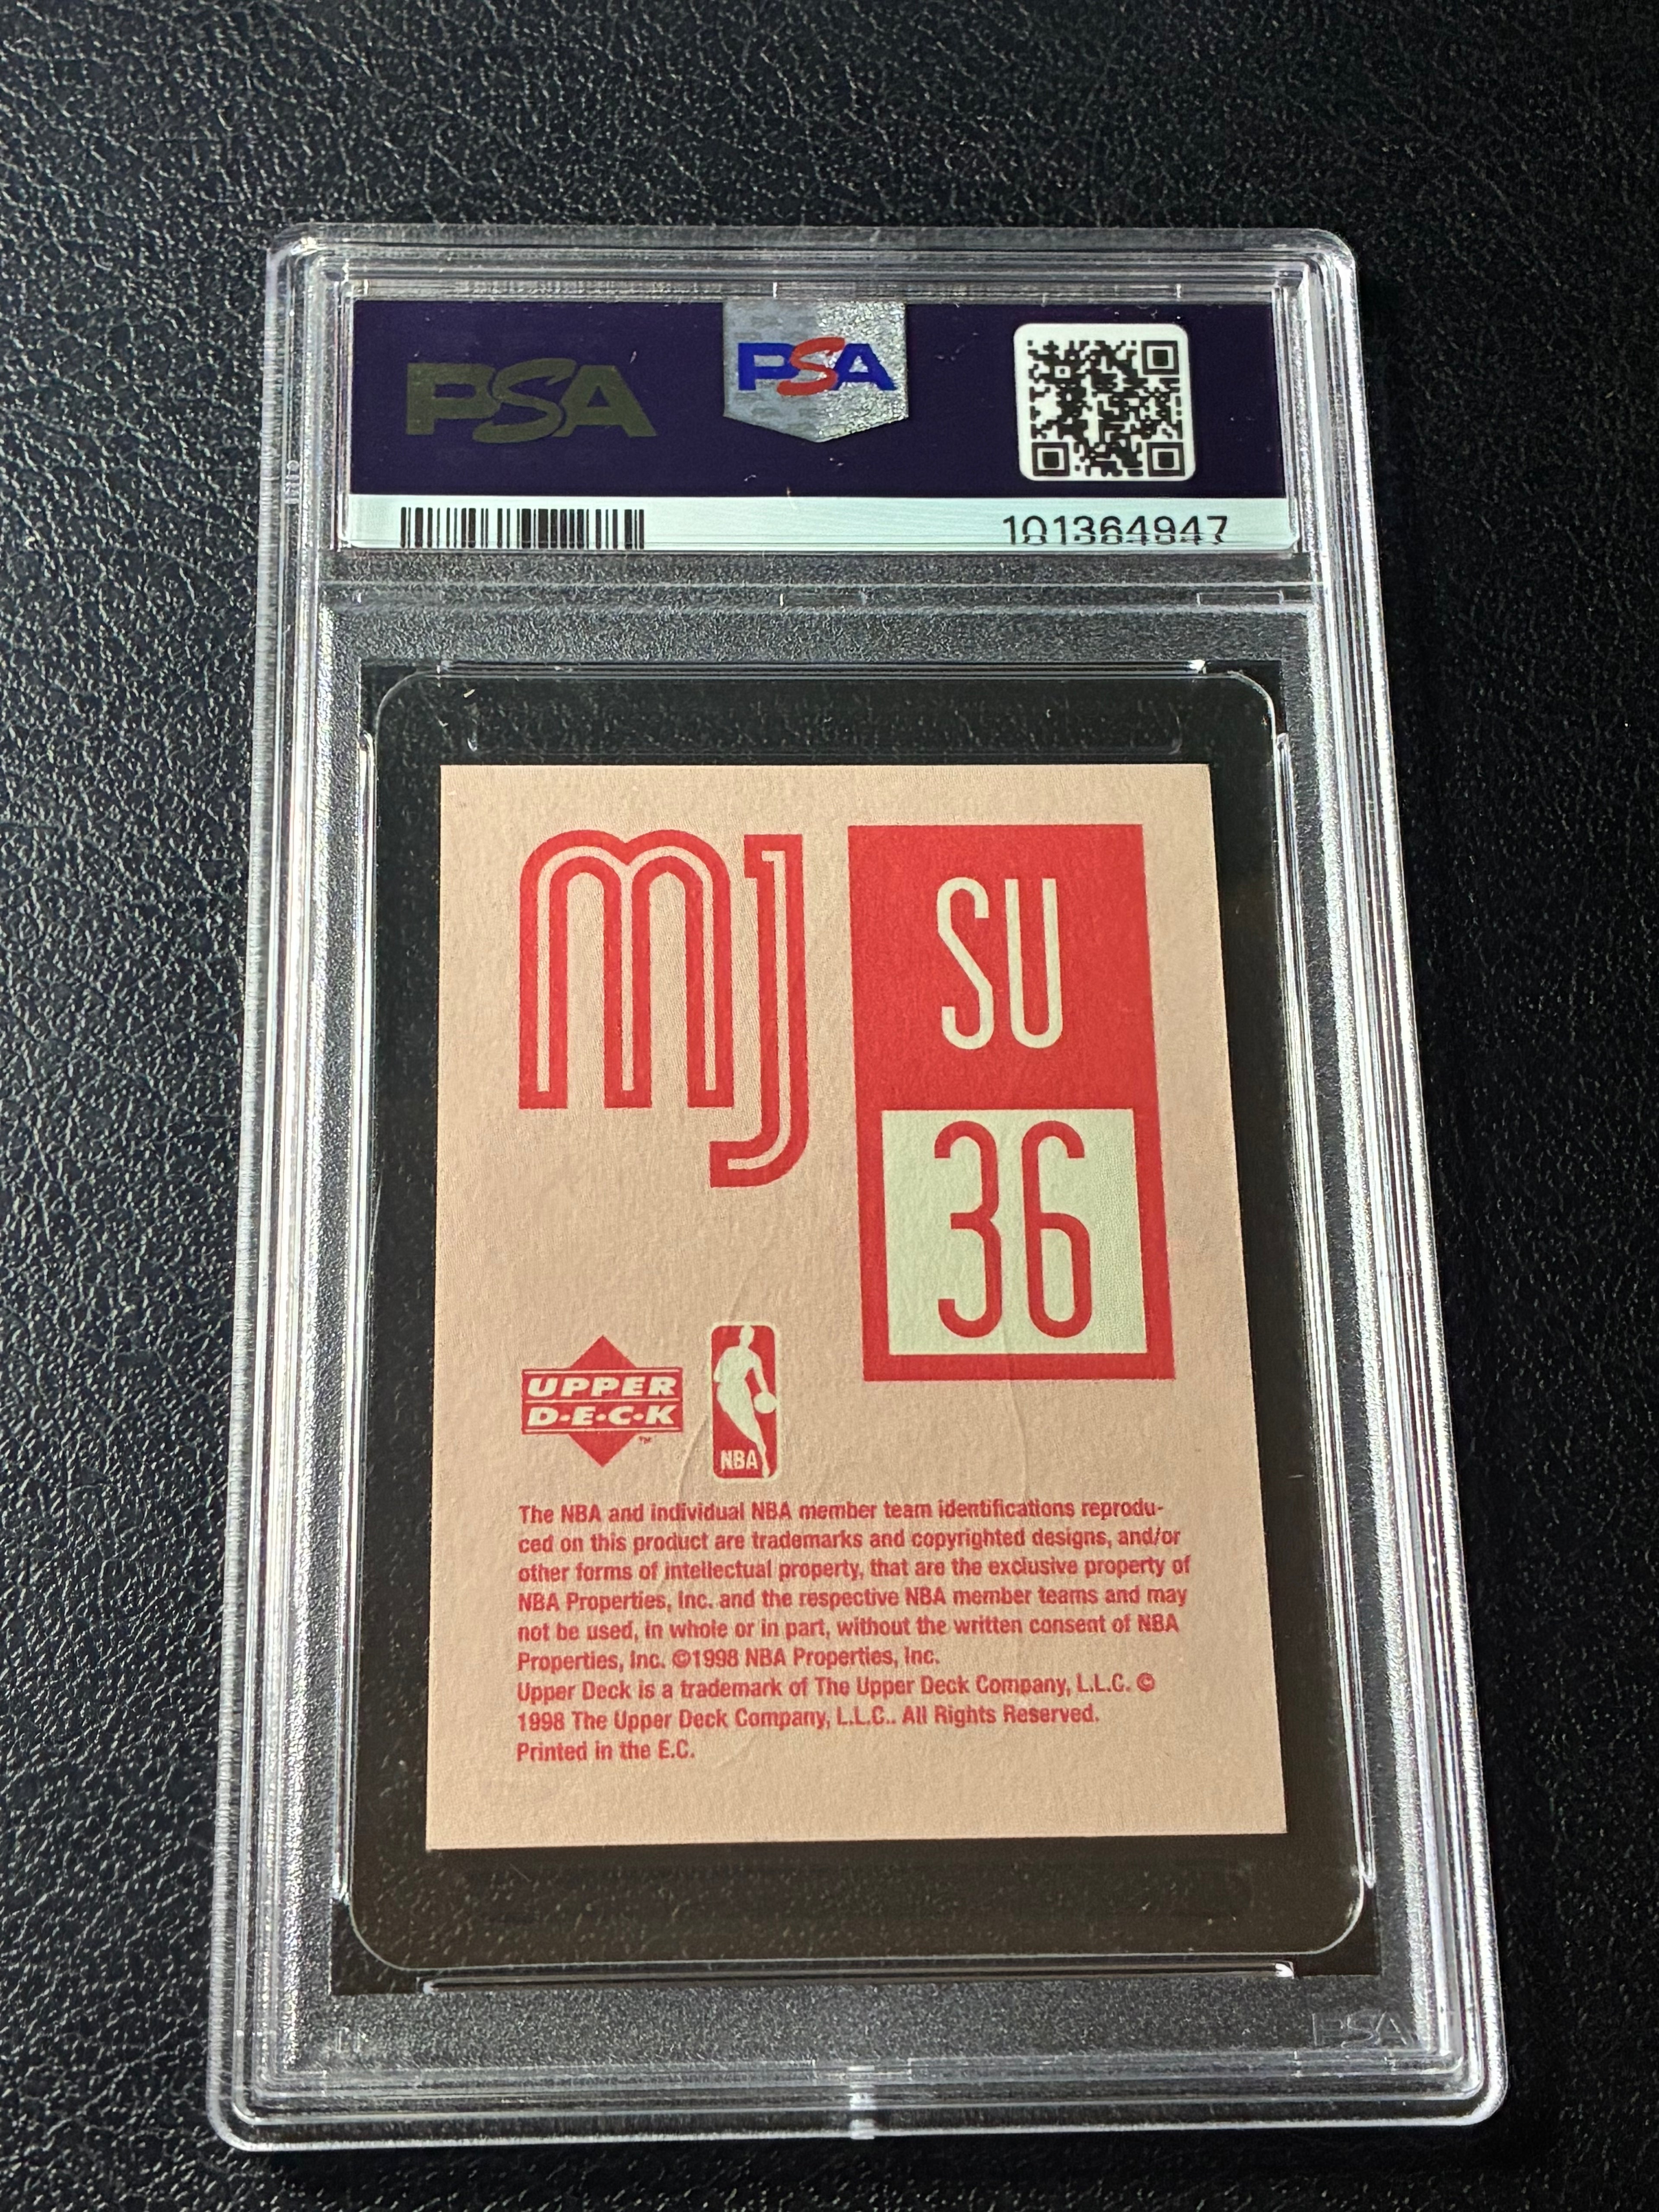 PSA
PSA
101364947
mj
SU
36
UPPER
D·E·C·K
™
NBA
The NBA and individual NBA member team identifications reprodu-
ced on this product are trademarks and copyrighted designs, and/or
other forms of intellectual property, that are the exclusive property of
NBA Properties, Inc. and the respective NBA member teams and may
not be used, in whole or in part, without the written consent of NBA
Properties, Inc. ©1998 NBA Properties, Inc.
Upper Deck is a trademark of The Upper Deck Company, L.L.C. ©
1998 The Upper Deck Company, L.L.C.. All Rights Reserved.
Printed in the E.C.
PSA